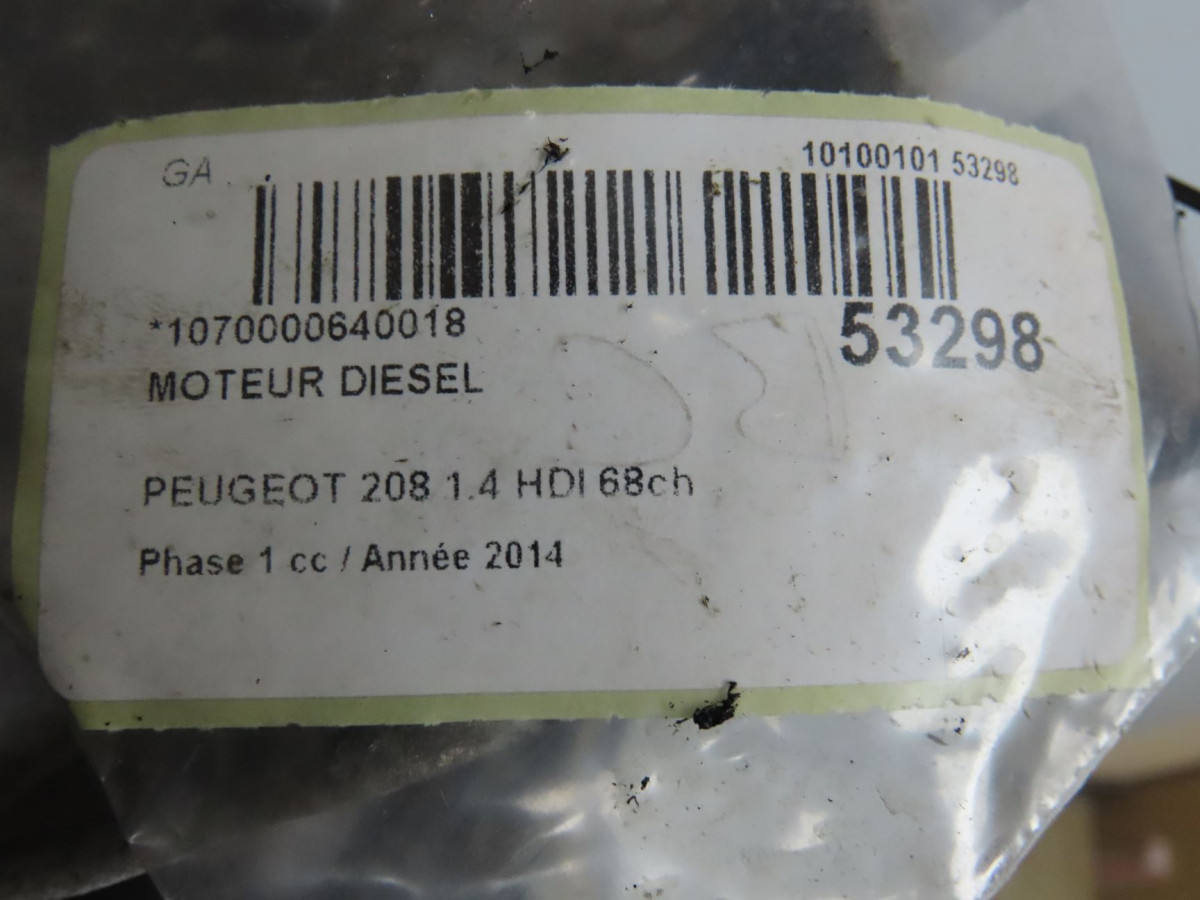 GA
10100101 53298
*1070000640018
53298
MOTEUR DIESEL
PEUGEOT 208 1.4 HDI 68ch
Phase 1 cc / Année 2014